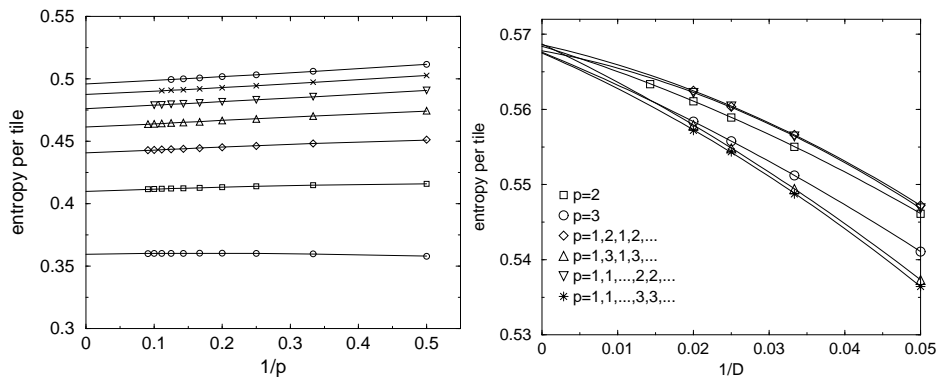 entropy per tile
0.55
0.5
0.45
0.4
0.35
0.3
0
0.1
0.2
0.3
0.4
0.5
1/p
entropy per tile
0.57
0.56
0.55
0.54
0.53
p=2
p=3
p=1,2,1,2,...
p=1,3,1,3,...
p=1,1,...,2,2,...
p=1,1,...,3,3,...
0
0.01
0.02
0.03
0.04
0.05
1/D